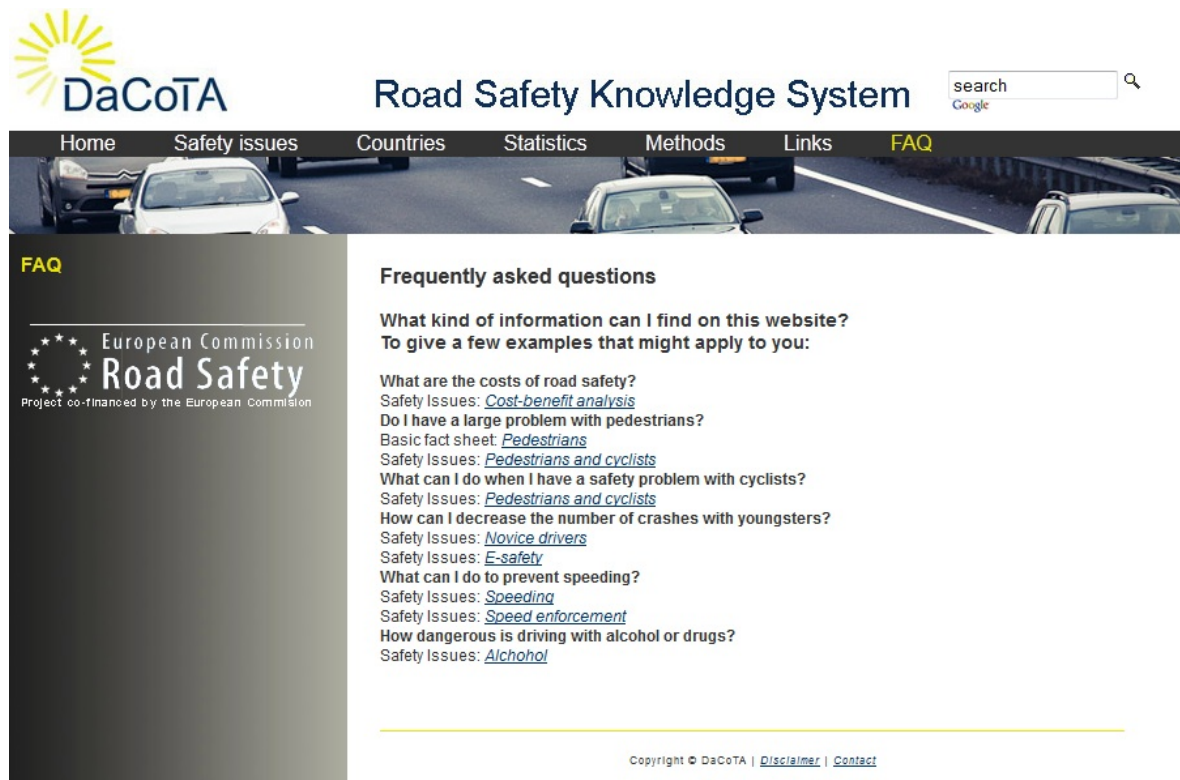 DaCoTA
Road Safety Knowledge System
search
Google
Home Safety issues Countries Statistics Methods Links FAQ
FAQ
European Commission
Road Safety
Project co-financed by the European Commision
Frequently asked questions
What kind of information can I find on this website?
To give a few examples that might apply to you:
What are the costs of road safety?
Safety Issues: Cost-benefit analysis
Do I have a large problem with pedestrians?
Basic fact sheet: Pedestrians
Safety Issues: Pedestrians and cyclists
What can I do when I have a safety problem with cyclists?
Safety Issues: Pedestrians and cyclists
How can I decrease the number of crashes with youngsters?
Safety Issues: Novice drivers
Safety Issues: E-safety
What can I do to prevent speeding?
Safety Issues: Speeding
Safety Issues: Speed enforcement
How dangerous is driving with alcohol or drugs?
Safety Issues: Alchohol
Copyright © DaCoTA | Disclaimer | Contact